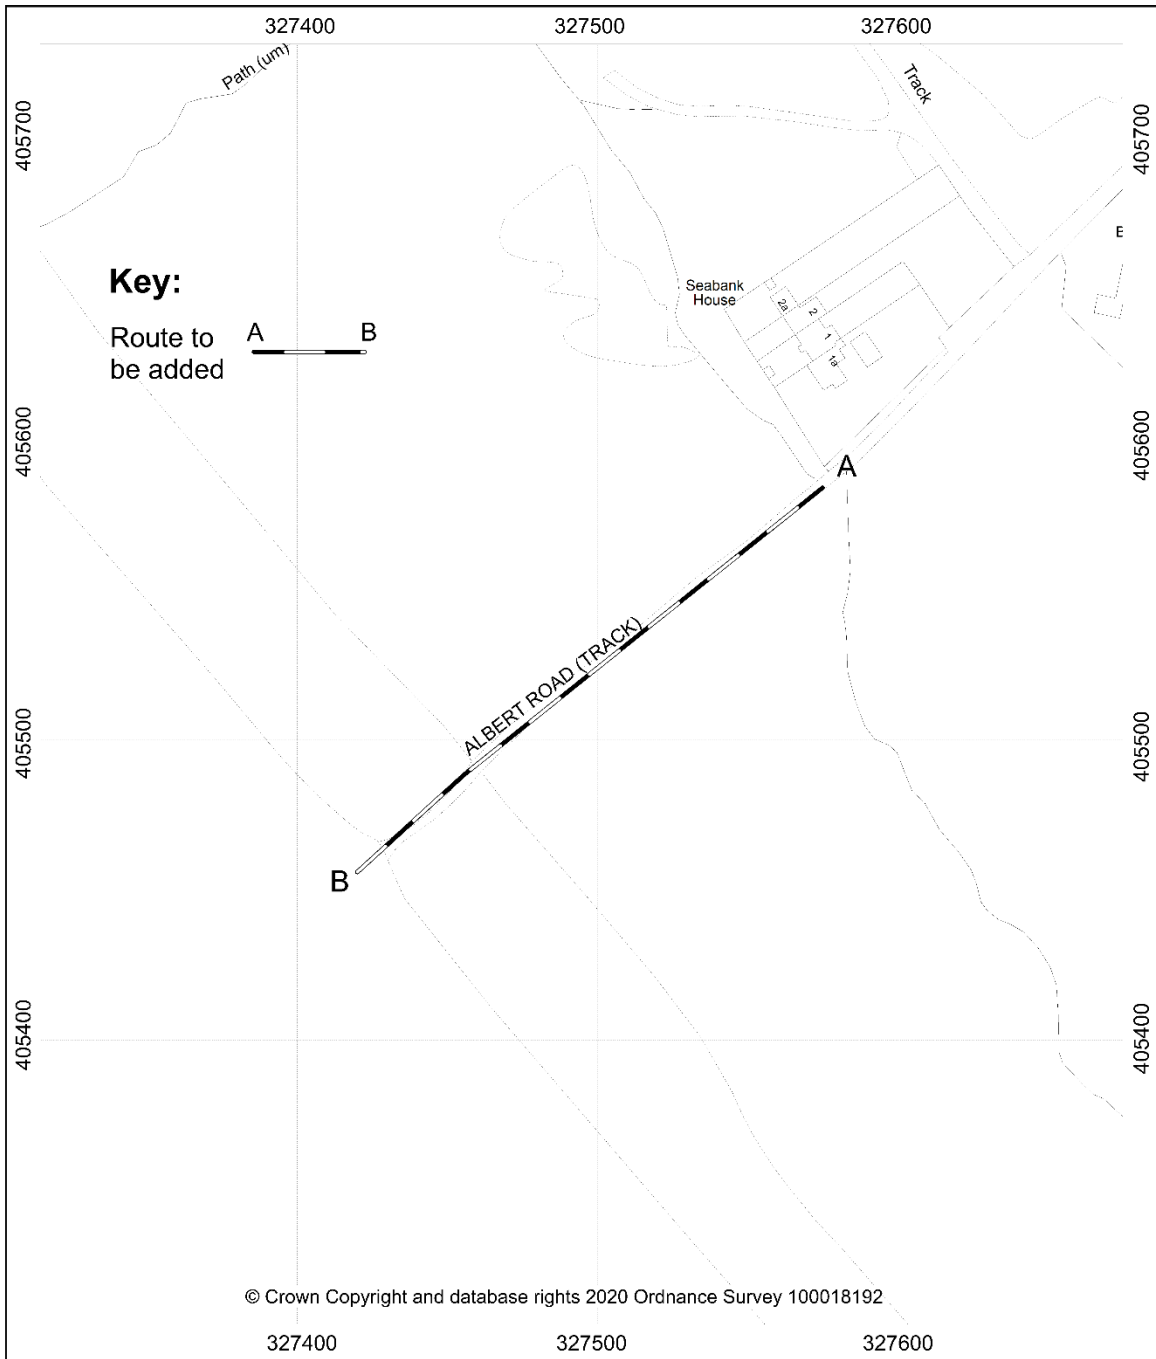 327400 327500 327600
Path (um)
Track
405700 405700
E
Key:
Seabank
House
2a
2
1
1a
Route to
be added
A B
405600 405600
A
ALBERT ROAD (TRACK)
405500 405500
B
405400 405400
© Crown Copyright and database rights 2020 Ordnance Survey 100018192
327400 327500 327600